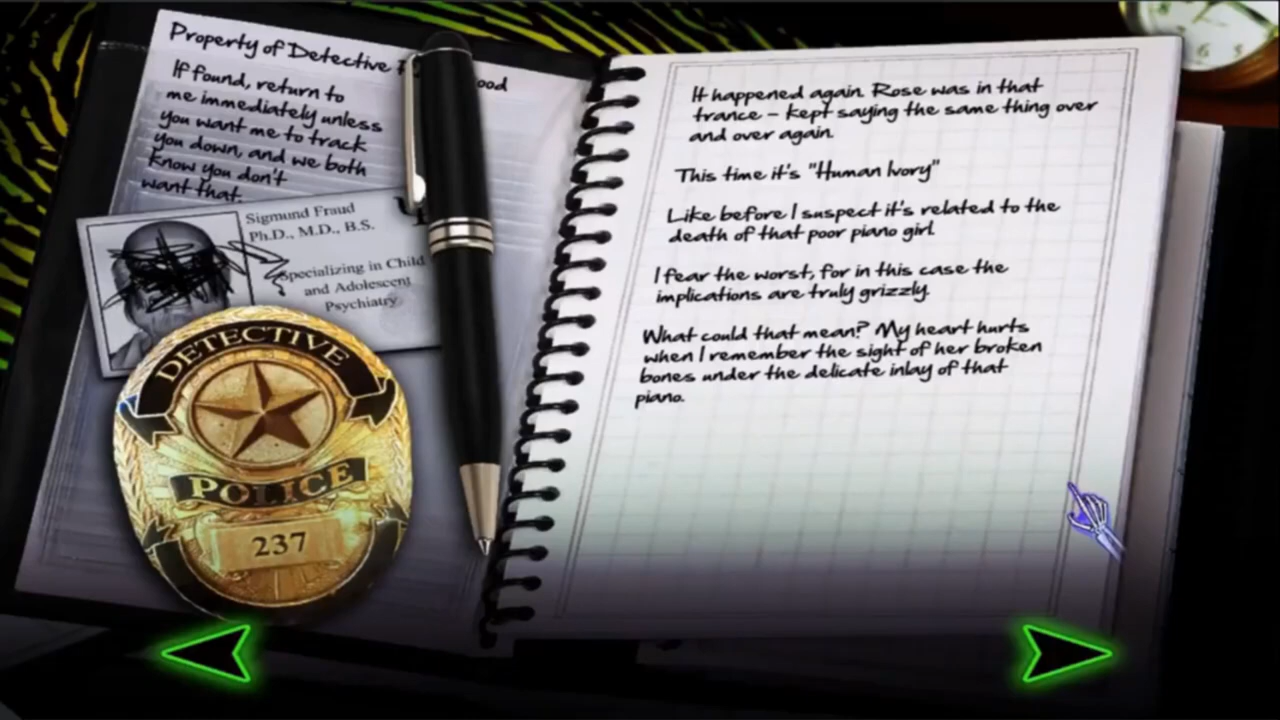 Property of Detective
ood
If found, return to
me immediately unless
you want me to track
you down, and we both
know you don't
want that.
Sigmund Fraud
Ph.D., M.D., B.S.
Specializing in Child
and Adolescent
Psychiatry
DETECTIVE
POLICE
237
It happened again. Rose was in that
trance - kept saying the same thing over
and over again.
This time it's "Human Ivory"
Like before I suspect it's related to the
death of that poor piano girl.
I fear the worst, for in this case the
implications are truly grizzly.
What could that mean? My heart hurts
when I remember the sight of her broken
bones under the delicate inlay of that
piano.